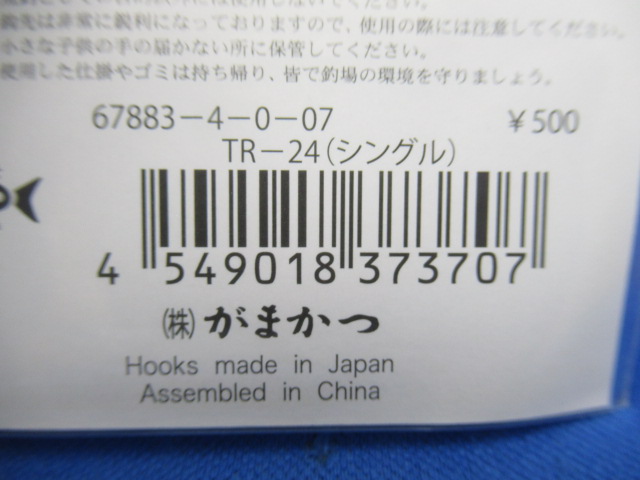 先は非常に鋭利になっておりますので、使用の際には注意してください。
小さな子供の手の届かない所に保管してください。
使用した仕掛やゴミは持ち帰り、皆で釣場の環境を守りましょう。
67883-4-0-07 ￥500
TR-24(シングル)
4 549018 373707
(株)がまかつ
Hooks made in Japan
Assembled in China